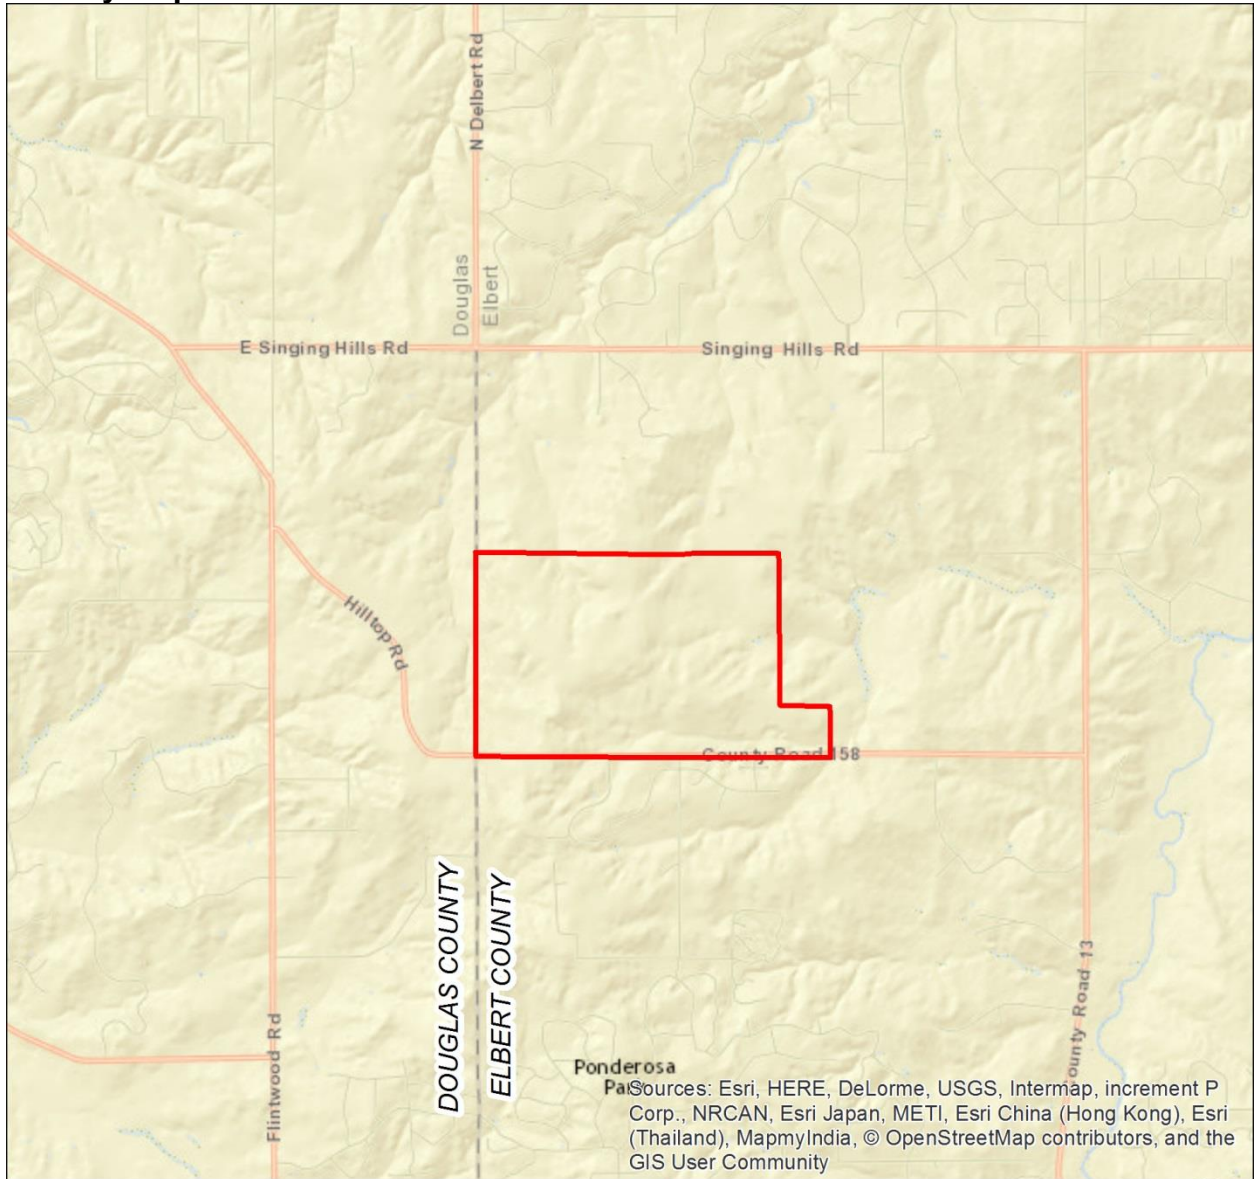 N Delbert Rd
Douglas
Elbert
E Singing Hills Rd
Singing Hills Rd
Hilltop Rd
County Road 158
DOUGLAS COUNTY
ELBERT COUNTY
County Road 13
Flintwood Rd
Ponderosa
Sources: Esri, HERE, DeLorme, USGS, Intermap, increment P
Corp., NRCAN, Esri Japan, METI, Esri China (Hong Kong), Esri
(Thailand), MapmyIndia, © OpenStreetMap contributors, and the
GIS User Community